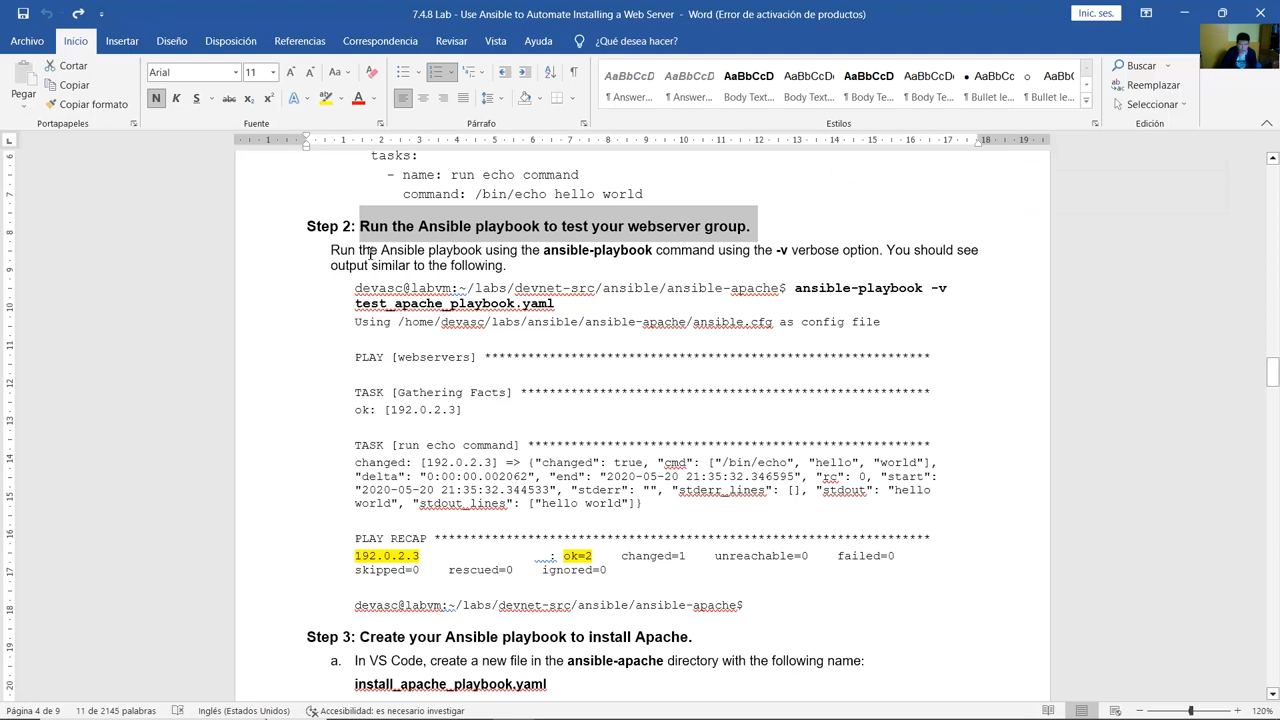 7.4.8 Lab - Use Ansible to Automate Installing a Web Server - Word (Error de activación de productos)
Inic. ses.
Archivo Inicio Insertar Diseño Disposición Referencias Correspondencia Revisar Vista Ayuda ¿Qué desea hacer?
Pegar
Cortar
Copiar
Copiar formato
Portapapeles
Arial 11
N K S abc x₂ x²
Fuente
Párrafo
AaBbCcD AaBbCcD AaBbCcD AaBbCcD AaBbCcD AaBbCcD AaBbCc AaBbCc
¶ Answer... ¶ Answer... Body Text... Body Text... Body Text... Body Text... ¶ Bullet le... ¶ Bullet le...
Estilos
Buscar
Reemplazar
Seleccionar
Edición
tasks:
- name: run echo command
command: /bin/echo hello world
Step 2: Run the Ansible playbook to test your webserver group.
Run the Ansible playbook using the ansible-playbook command using the -v verbose option. You should see
output similar to the following.
devasc@labvm:~/labs/devnet-src/ansible/ansible-apache$ ansible-playbook -v
test_apache_playbook.yaml
Using /home/devasc/labs/ansible/ansible-apache/ansible.cfg as config file
PLAY [webservers] *************************************************************
TASK [Gathering Facts] ********************************************************
ok: [192.0.2.3]
TASK [run echo command] *******************************************************
changed: [192.0.2.3] => {"changed": true, "cmd": ["/bin/echo", "hello", "world"],
"delta": "0:00:00.002062", "end": "2020-05-20 21:35:32.346595", "rc": 0, "start":
"2020-05-20 21:35:32.344533", "stderr": "", "stderr_lines": [], "stdout": "hello
world", "stdout_lines": ["hello world"]}
PLAY RECAP ********************************************************************
192.0.2.3 : ok=2 changed=1 unreachable=0 failed=0
skipped=0 rescued=0 ignored=0
devasc@labvm:~/labs/devnet-src/ansible/ansible-apache$
Step 3: Create your Ansible playbook to install Apache.
a. In VS Code, create a new file in the ansible-apache directory with the following name:
install_apache_playbook.yaml
Página 4 de 9 11 de 2145 palabras Inglés (Estados Unidos) Accesibilidad: es necesario investigar
120%